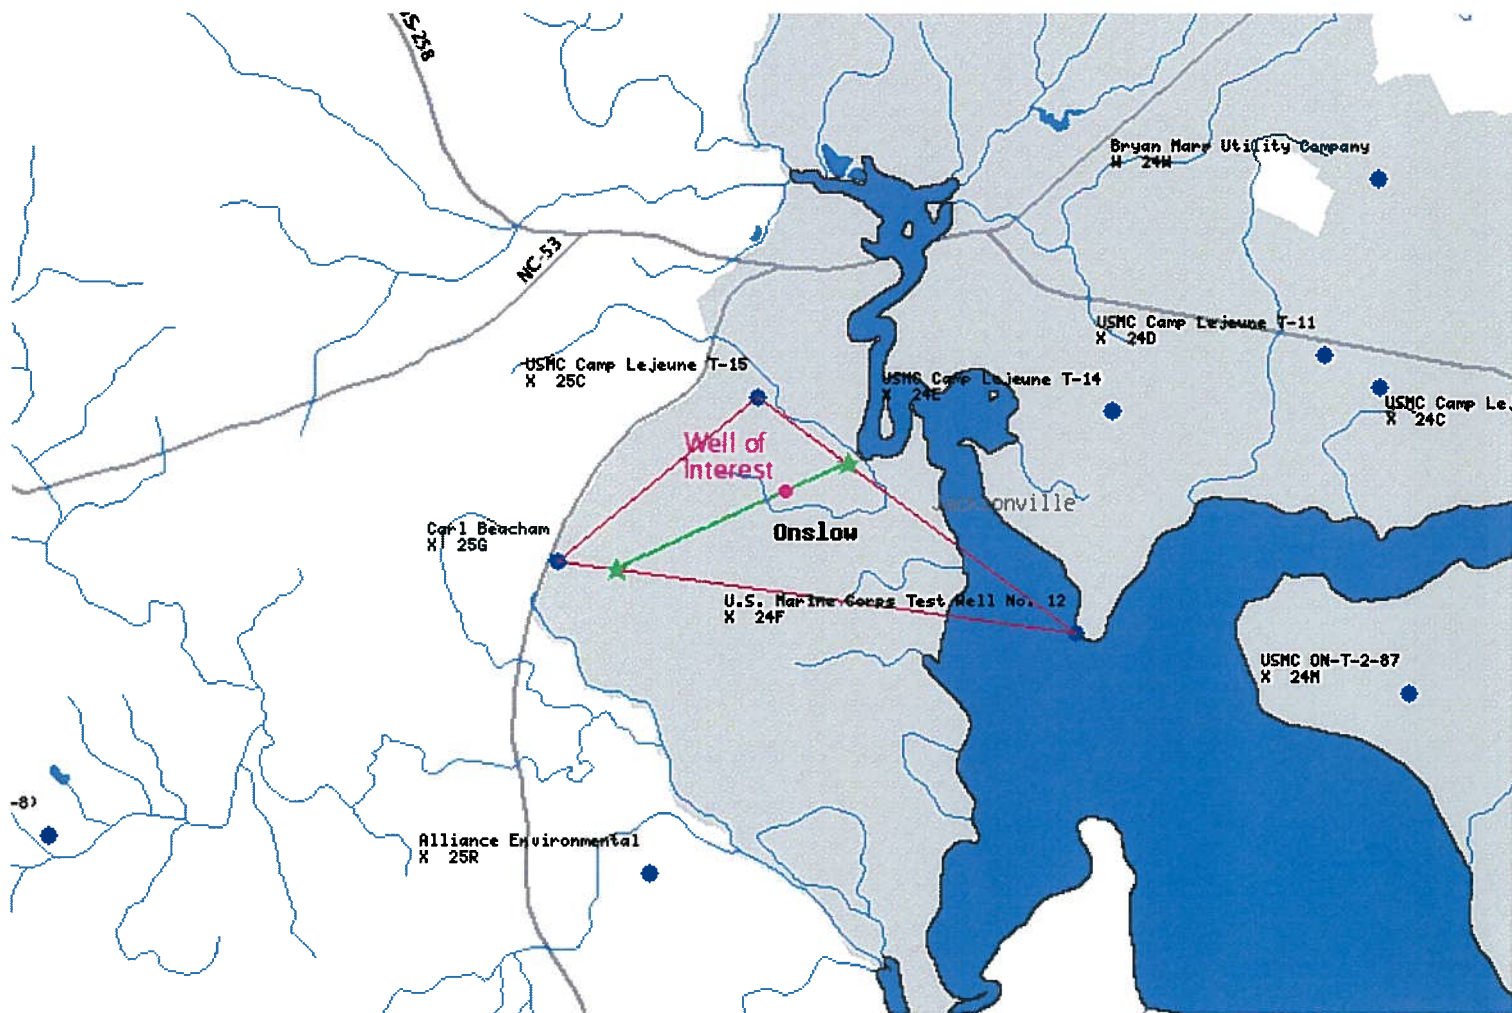 US-258
Bryan Marr Utility Company
W 24W
NC-53
USMC Camp Lejeune T-11
X 24D
USMC Camp Lejeune T-15
X 25C
USMC Camp Lejeune T-14
X 24E
USMC Camp Le.
X 24C
Well of
Interest
Jacksonville
Carl Beacham
X 25G
Onslow
U.S. Marine Corps Test Well No. 12
X 24F
USMC ON-T-2-87
X 24M
-8)
Alliance Environmental
X 25R